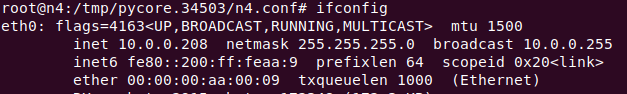 root@n4:/tmp/pycore.34503/n4.conf# ifconfig
eth0: flags=4163<UP,BROADCAST,RUNNING,MULTICAST>  mtu 1500
        inet 10.0.0.208  netmask 255.255.255.0  broadcast 10.0.0.255
        inet6 fe80::200:ff:feaa:9  prefixlen 64  scopeid 0x20<link>
        ether 00:00:00:aa:00:09  txqueuelen 1000  (Ethernet)